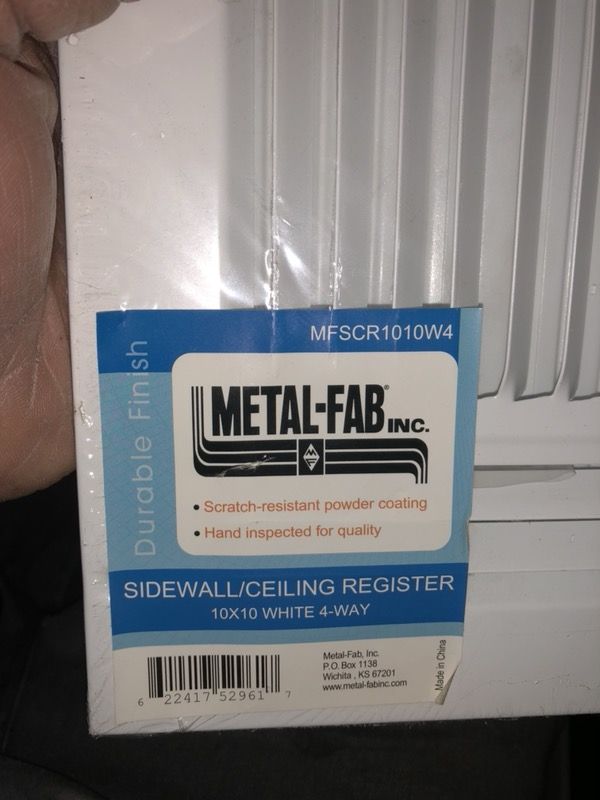 MFSCR1010W4
Durable Finish
METAL-FAB® INC.
• Scratch-resistant powder coating
• Hand inspected for quality
SIDEWALL/CEILING REGISTER
10X10 WHITE 4-WAY
Metal-Fab, Inc.
P.O. Box 1138
Wichita , KS 67201
www.metal-fabinc.com
Made in China
6 22417 52961 7